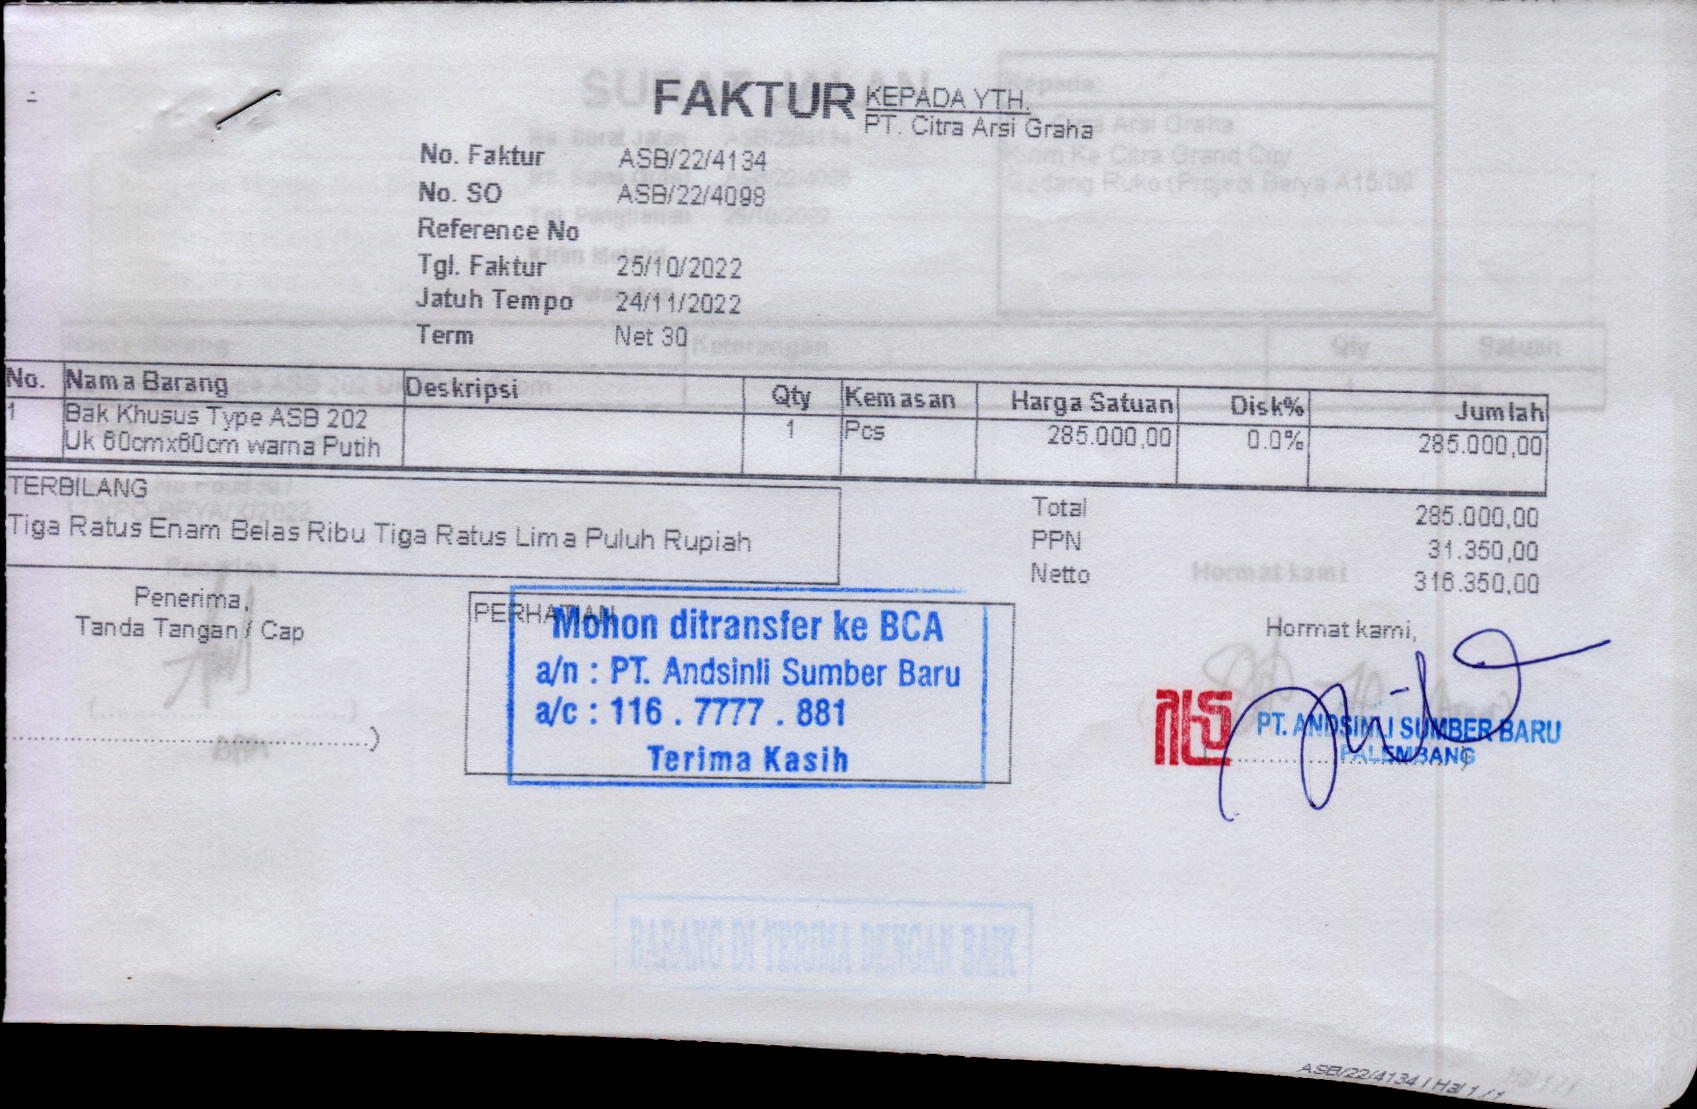 FAKTUR
KEPADA YTH.
PT. Citra Arsi Graha
No. Faktur ASB/22/4134
No. SO ASB/22/4098
Reference No
Tgl. Faktur 25/10/2022
Jatuh Tempo 24/11/2022
Term Net 30
No. Nama Barang Deskripsi Qty Kemasan Harga Satuan Disk% Jumlah
1 Bak Khusus Type ASB 202 1 Pcs 285.000,00 0.0% 285.000,00
Uk 60cmx60cm warna Putih
TERBILANG
Tiga Ratus Enam Belas Ribu Tiga Ratus Lima Puluh Rupiah
Total 285.000,00
PPN 31.350,00
Netto 316.350,00
Penerima,
Tanda Tangan / Cap
PERHATIAN
Mohon ditransfer ke BCA
a/n : PT. Andsinli Sumber Baru
a/c : 116 . 7777 . 881
Terima Kasih
Hormat kami,
PT. ANDSINLI SUMBER BARU
PALEMBANG
BARANG DI TERIMA DENGAN BAIK
ASB/22/4134 / Hal 1 / 1